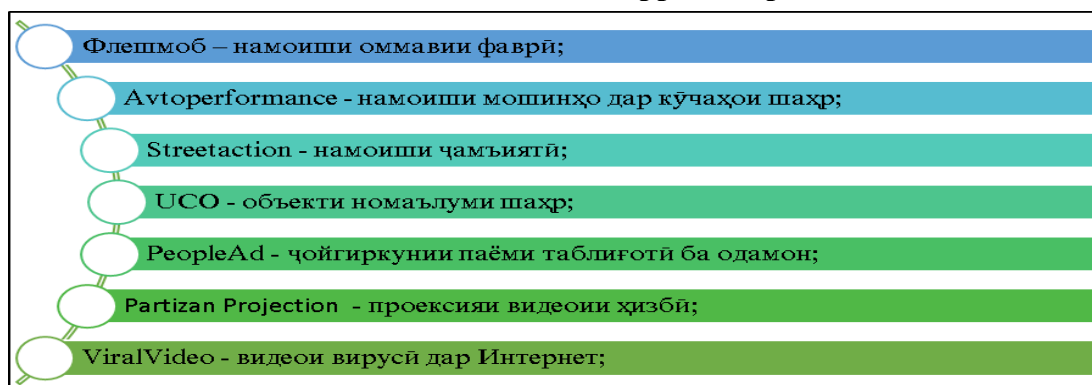 Флешмоб – намоиши оммавии фаврӣ;
Avtoperformance - намоиши мошинҳо дар кӯчаҳои шаҳр;
Streetaction - намоиши ҷамъиятӣ;
UCO - объекти номаълуми шаҳр;
PeopleAd - ҷойгиркунии паёми таблиғотӣ ба одамон;
Partizan Projection - проексияи видеоии ҳизбӣ;
ViralVideo - видеои вирусӣ дар Интернет;